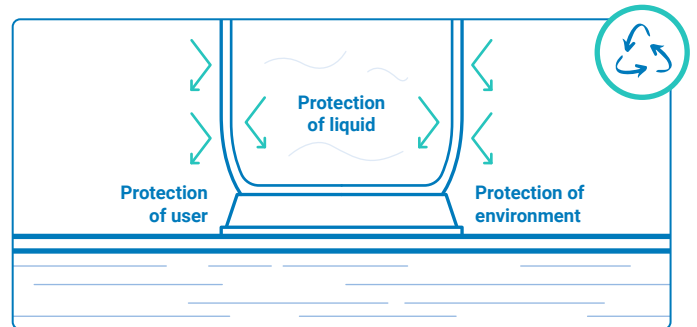 Protection
of liquid
Protection
of user
Protection of
environment